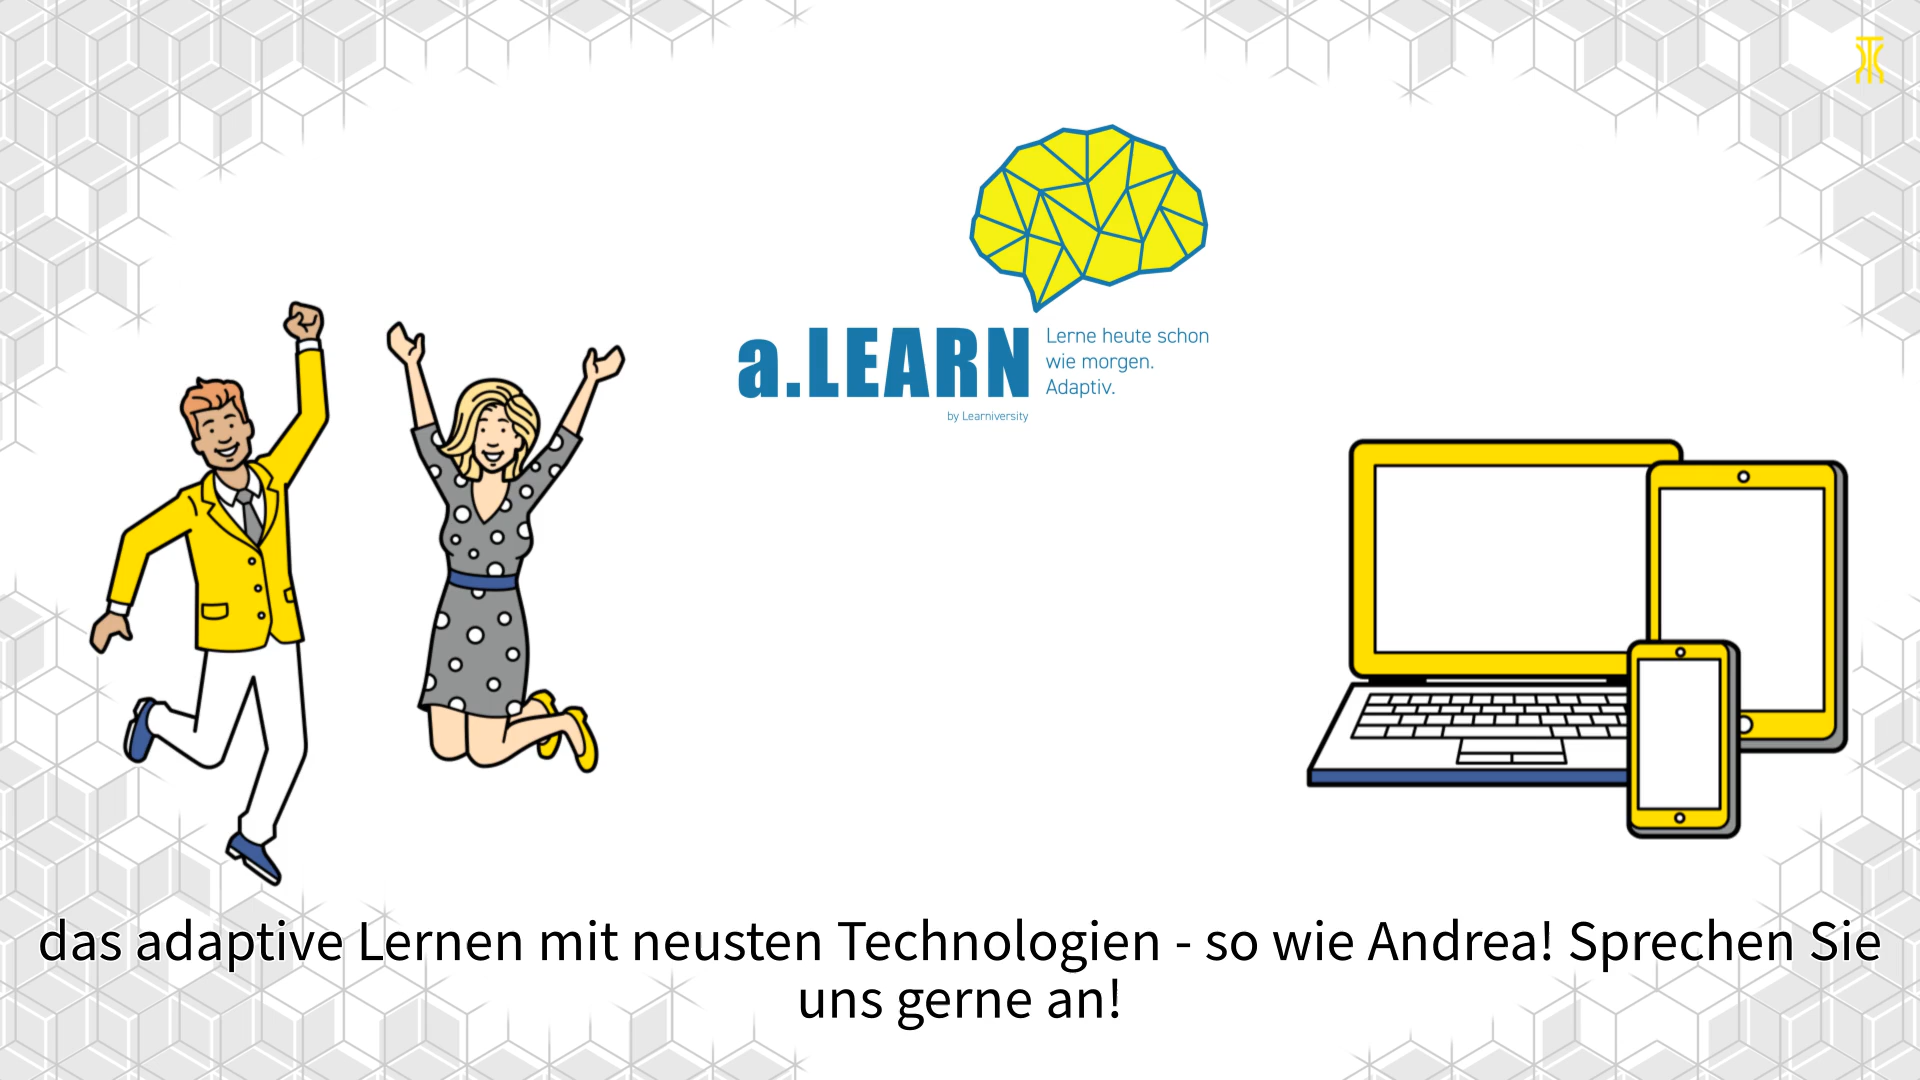 Lerne heute schon
wie morgen.
Adaptiv.
a.LEARN
by Learniversity
das adaptive Lernen mit neusten Technologien - so wie Andrea! Sprechen Sie
uns gerne an!